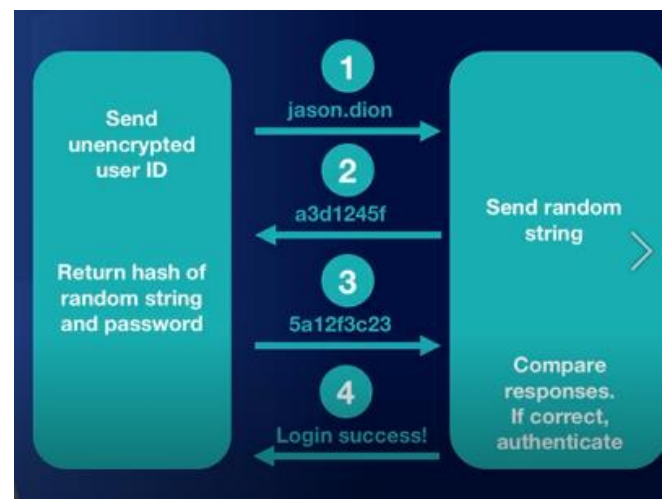 Send
unencrypted
user ID
Return hash of
random string
and password
1
jason.dion
2
a3d1245f
3
5a12f3c23
4
Login success!
Send random
string
Compare
responses.
If correct,
authenticate